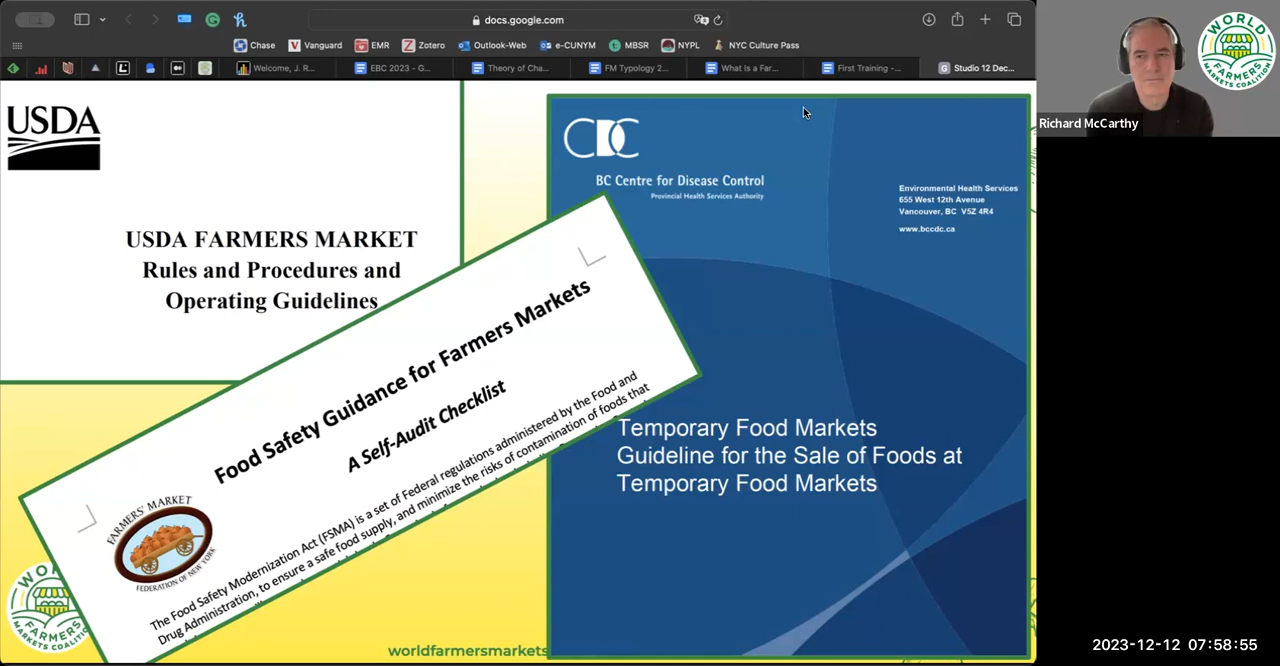 docs.google.com
Chase
Vanguard
EMR
Zotero
Outlook-Web
e-CUNYM
MBSR
NYPL
NYC Culture Pass
Welcome, J. R...
EBC 2023 - G...
Theory of Cha...
FM Typology 2...
What Is a Far...
First Training -...
Studio 12 Dec...
WORLD
FARMERS
MARKETS COALITION
Richard McCarthy
USDA
USDA FARMERS MARKET
Rules and Procedures and
Operating Guidelines
CDC
BC Centre for Disease Control
Provincial Health Services Authority
Environmental Health Services
655 West 12th Avenue
Vancouver, BC V5Z 4R4
www.bccdc.ca
Food Safety Guidance for Farmers Markets
A Self-Audit Checklist
FARMERS' MARKET
FEDERATION OF NEW YORK
The Food Safety Modernization Act (FSMA) is a set of Federal regulations administered by the Food and
Drug Administration, to ensure a safe food supply, and minimize the risks of contamination of foods that
Temporary Food Markets
Guideline for the Sale of Foods at
Temporary Food Markets
FARMERS
MARKETS COALITION
worldfarmersmarkets
2023-12-12 07:58:55